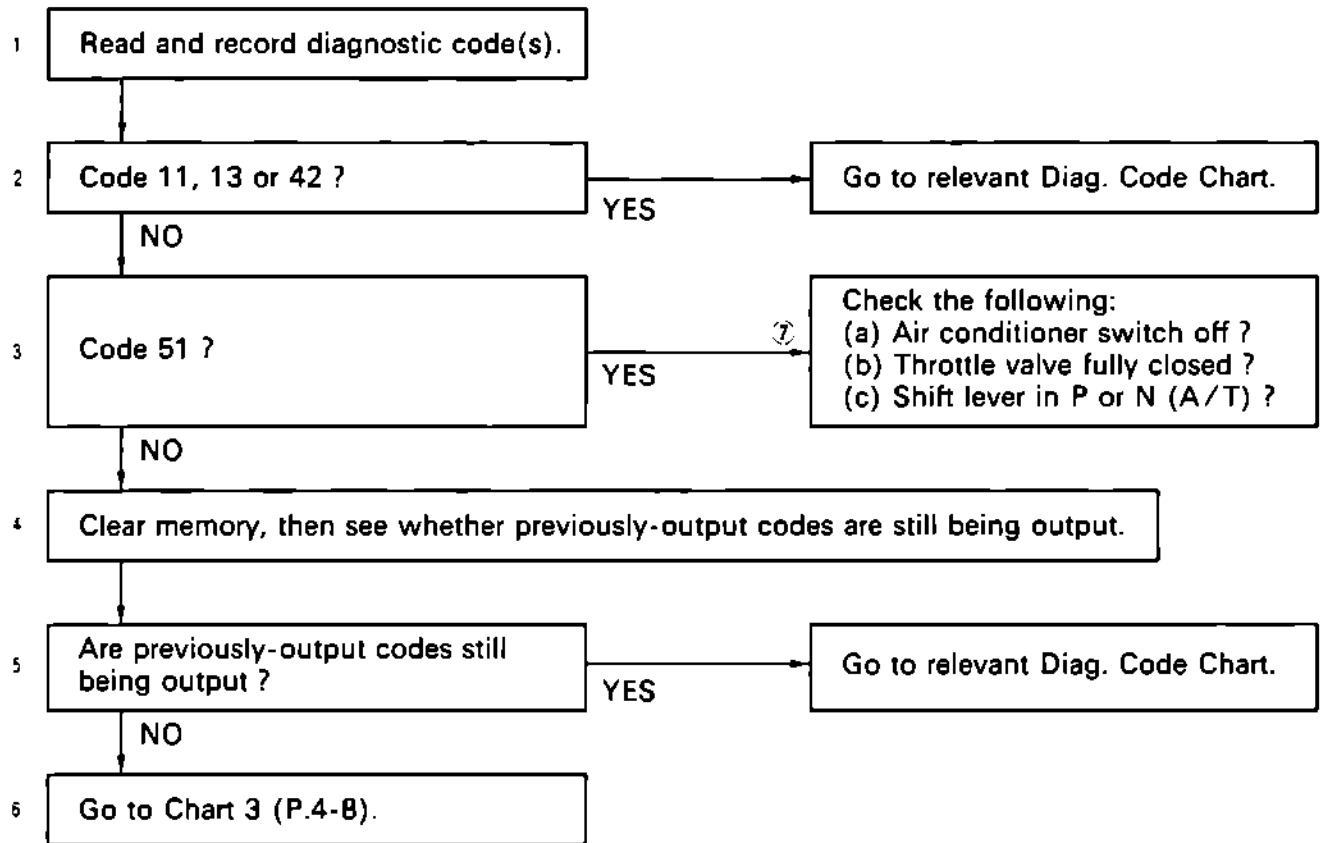 1 Read and record diagnostic code(s).
2 Code 11, 13 or 42 ?
YES
Go to relevant Diag. Code Chart.
NO
3 Code 51 ?
YES
⑦
Check the following:
(a) Air conditioner switch off ?
(b) Throttle valve fully closed ?
(c) Shift lever in P or N (A/T) ?
NO
4 Clear memory, then see whether previously-output codes are still being output.
5 Are previously-output codes still
being output ?
YES
Go to relevant Diag. Code Chart.
NO
6 Go to Chart 3 (P.4-8).